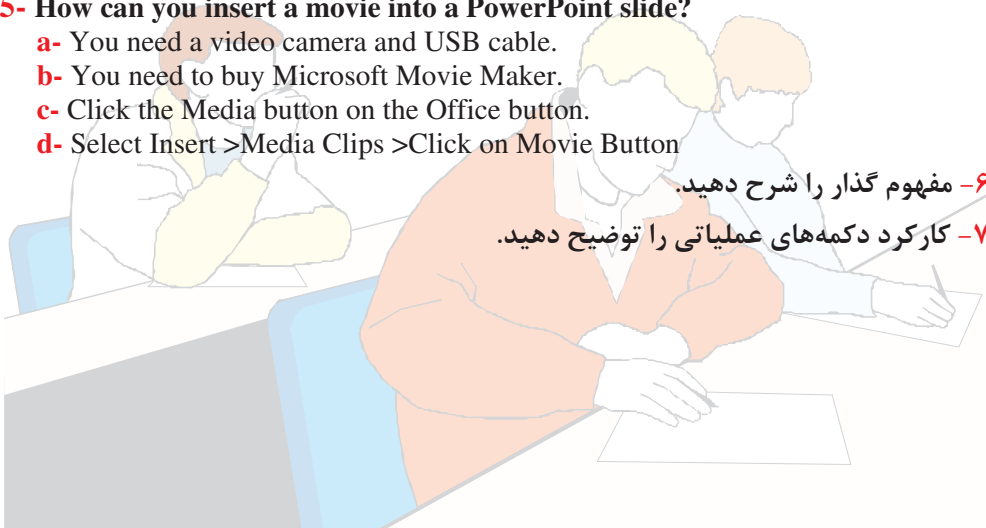 5- How can you insert a movie into a PowerPoint slide?
a- You need a video camera and USB cable.
b- You need to buy Microsoft Movie Maker.
c- Click the Media button on the Office button.
d- Select Insert >Media Clips >Click on Movie Button
۶- مفهوم گذار را شرح دهید.
۷- کارکرد دکمه‌های عملیاتی را توضیح دهید.